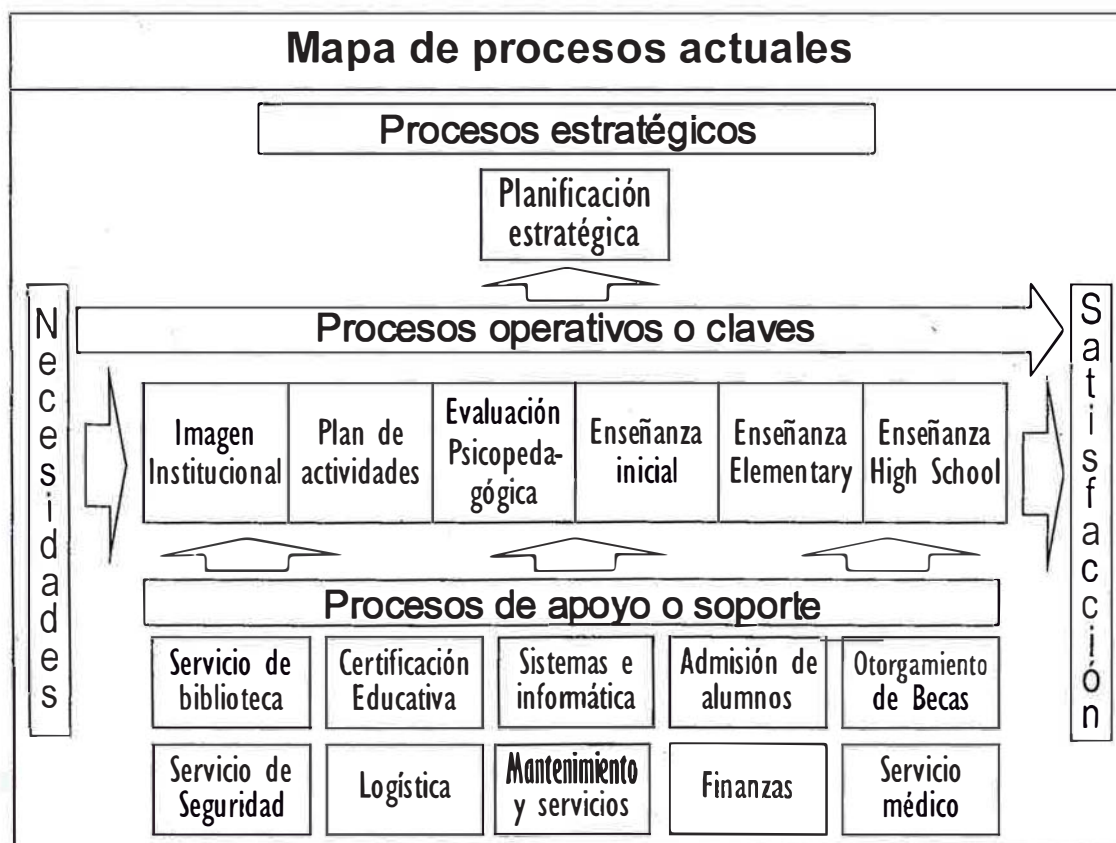 Mapa de procesos actuales
Procesos estratégicos
Planificación
estratégica
Necesidades
Procesos operativos o claves
Satisfacción
Imagen
Institucional
Plan de
actividades
Evaluación
Psicopeda-
gógica
Enseñanza
inicial
Enseñanza
Elementary
Enseñanza
High School
Procesos de apoyo o soporte
Servicio de
biblioteca
Certificación
Educativa
Sistemas e
informática
Admisión de
alumnos
Otorgamiento
de Becas
Servicio de
Seguridad
Logística
Mantenimiento
y servicios
Finanzas
Servicio
médico